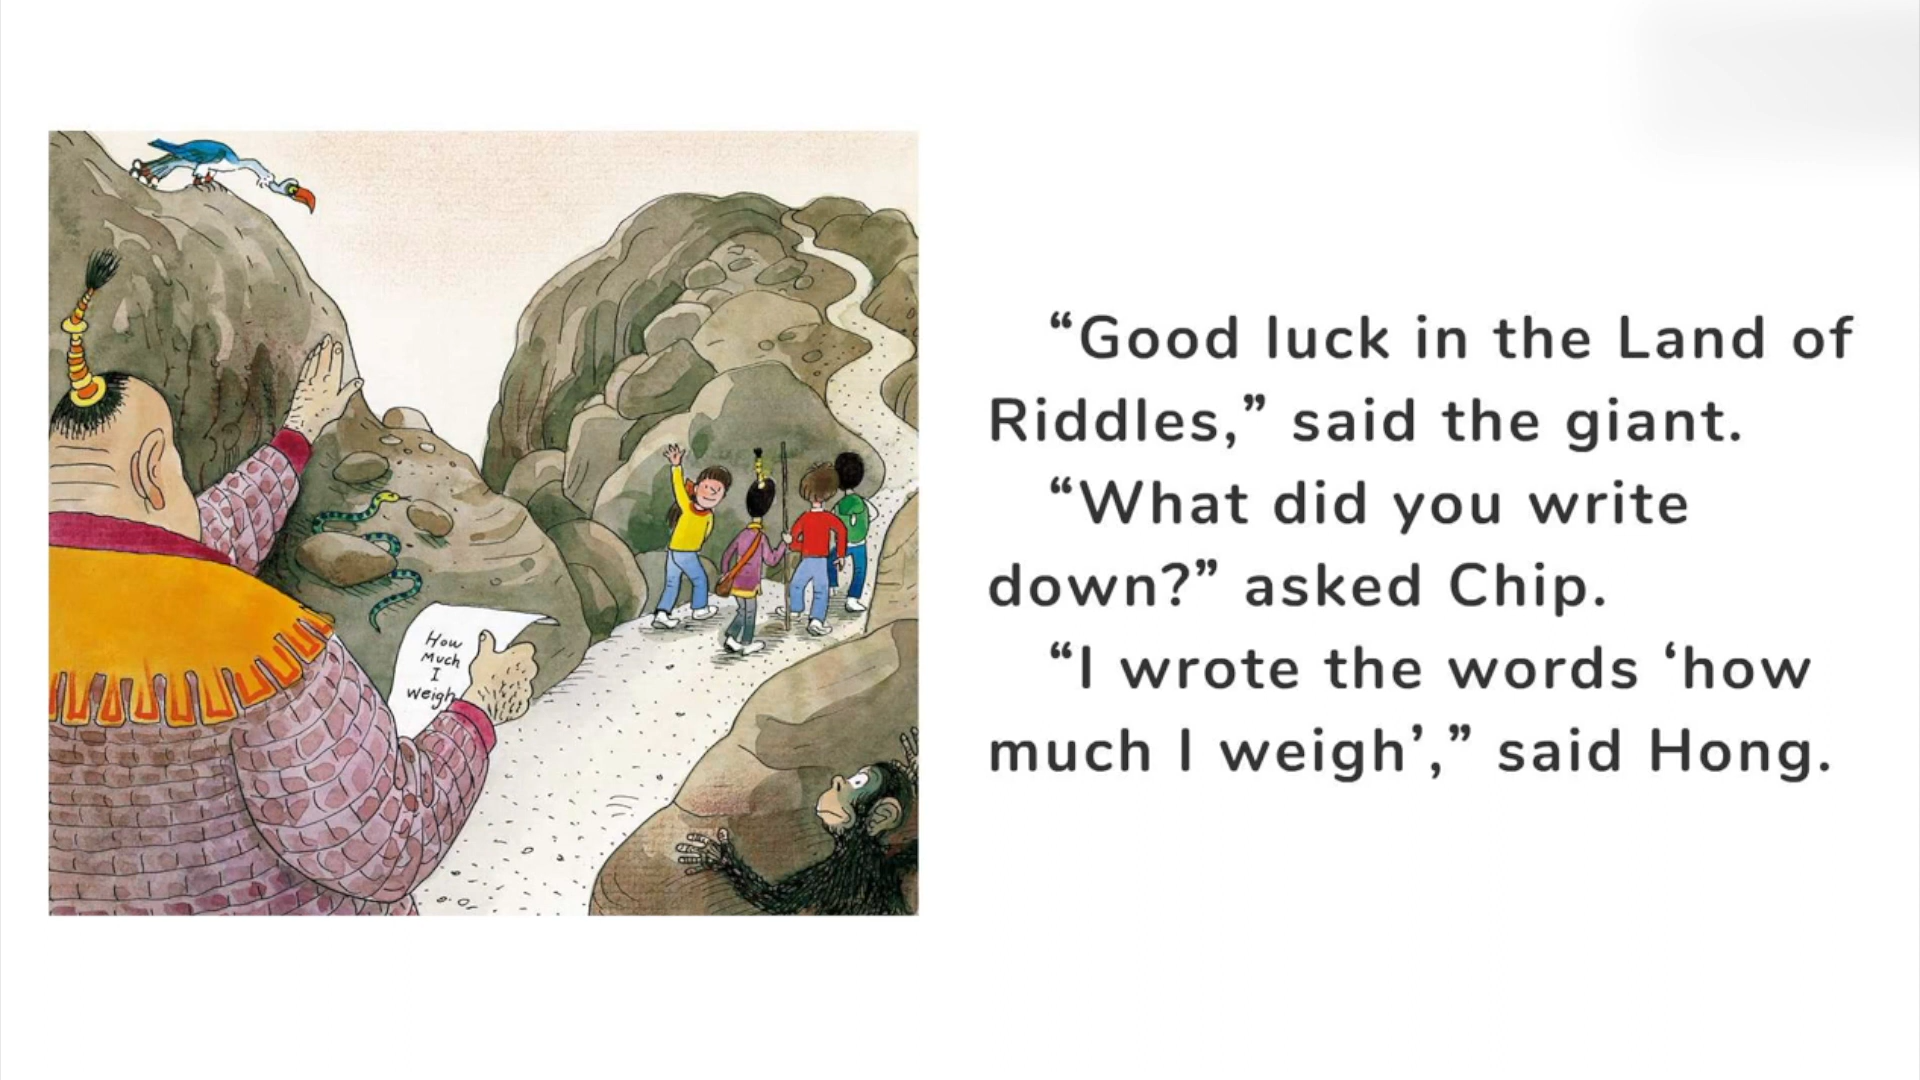 How
Much
I
weigh
“Good luck in the Land of
Riddles,” said the giant.
“What did you write
down?” asked Chip.
“I wrote the words ‘how
much I weigh’,” said Hong.